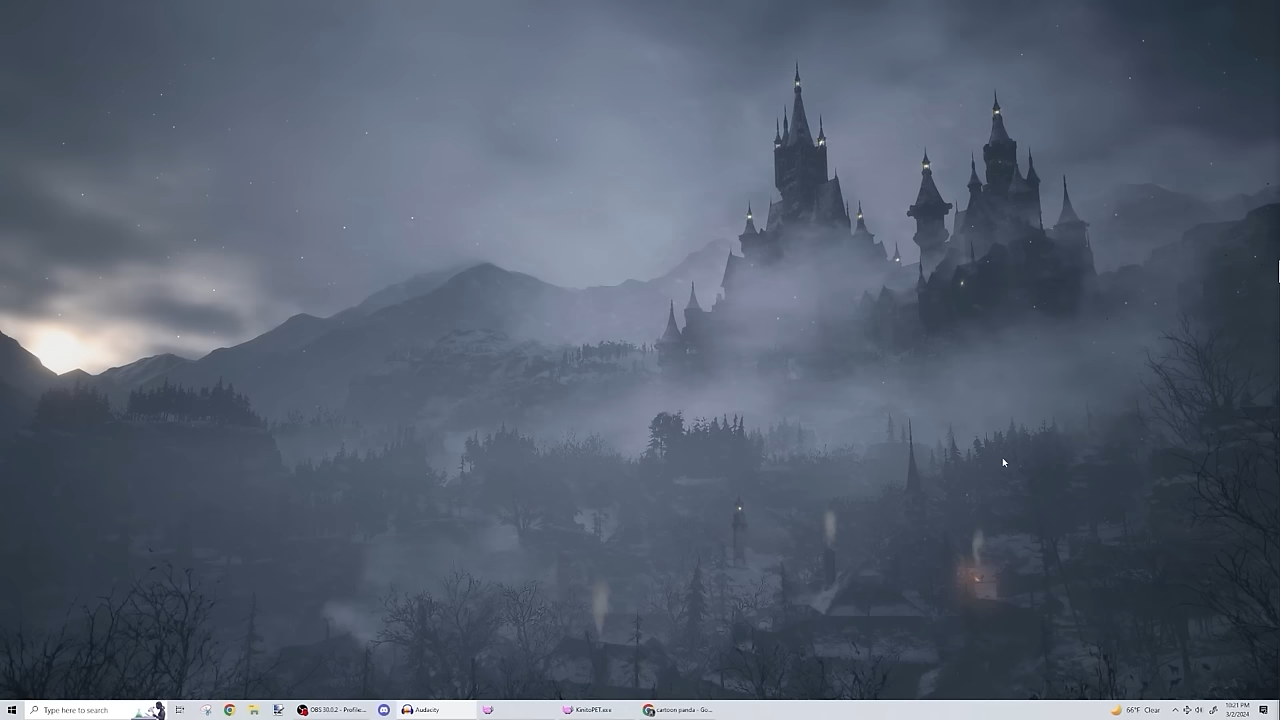 Type here to search
OBS 30.0.2 - Profile:...
Audacity
KinitoPET.exe
cartoon panda - Go...
66°F Clear
10:21 PM
3/2/2024